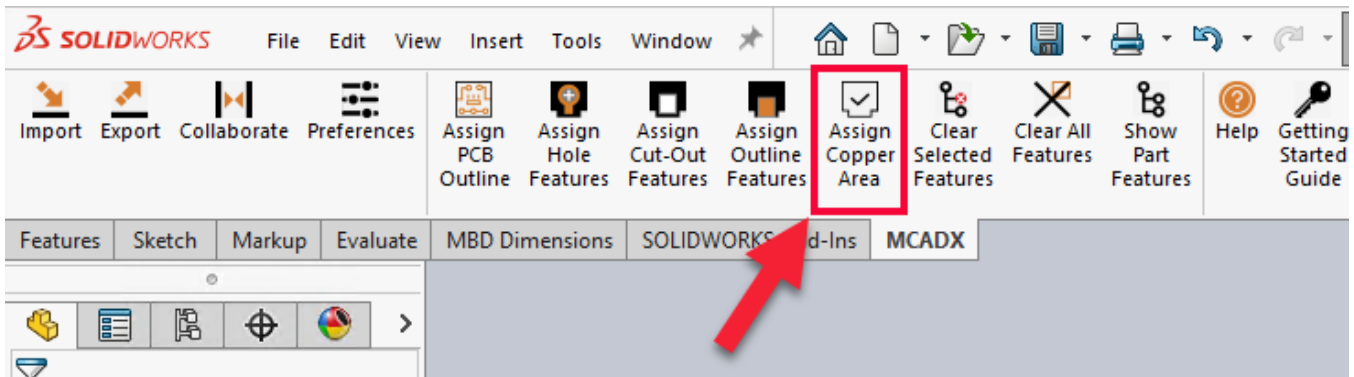 SOLIDWORKS File Edit View Insert Tools Window
Import Export Collaborate Preferences Assign Assign Assign Assign Assign Clear Clear All Show Help Getting
PCB Hole Cut-Out Outline Copper Selected Features Part Started
Outline Features Features Features Area Features Features Guide
Features Sketch Markup Evaluate MBD Dimensions SOLIDWORKS d-Ins MCADX